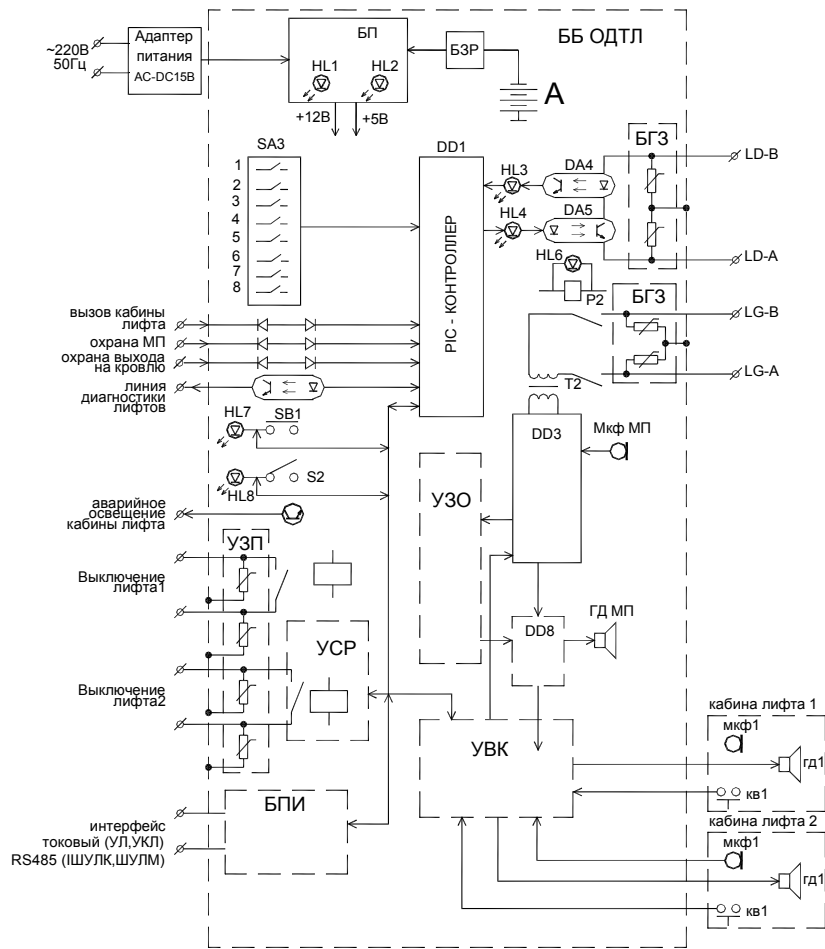 ~220В
50Гц
Адаптер
питания
AC-DC15В
БП
HL1
HL2
БЗР
ББ ОДТЛ
А
+12В
+5В
SA3
1
2
3
4
5
6
7
8
DD1
PIC - КОНТРОЛЛЕР
HL3
DA4
HL4
DA5
БГЗ
LD-B
LD-A
HL6
P2
БГЗ
LG-B
LG-A
T2
вызов кабины
лифта
охрана МП
охрана выхода
на кровлю
линия
диагностики
лифтов
HL7
SB1
HL8
S2
DD3
Мкф МП
УЗО
аварийное
освещение
кабины лифта
УЗП
Выключение
лифта1
УСР
DD8
ГД МП
Выключение
лифта2
УВК
кабина лифта 1
мкф1
гд1
кв1
БПИ
интерфейс
токовый (УЛ,УКЛ)
RS485 (IШУЛК,ШУЛМ)
кабина лифта 2
мкф1
гд1
кв1